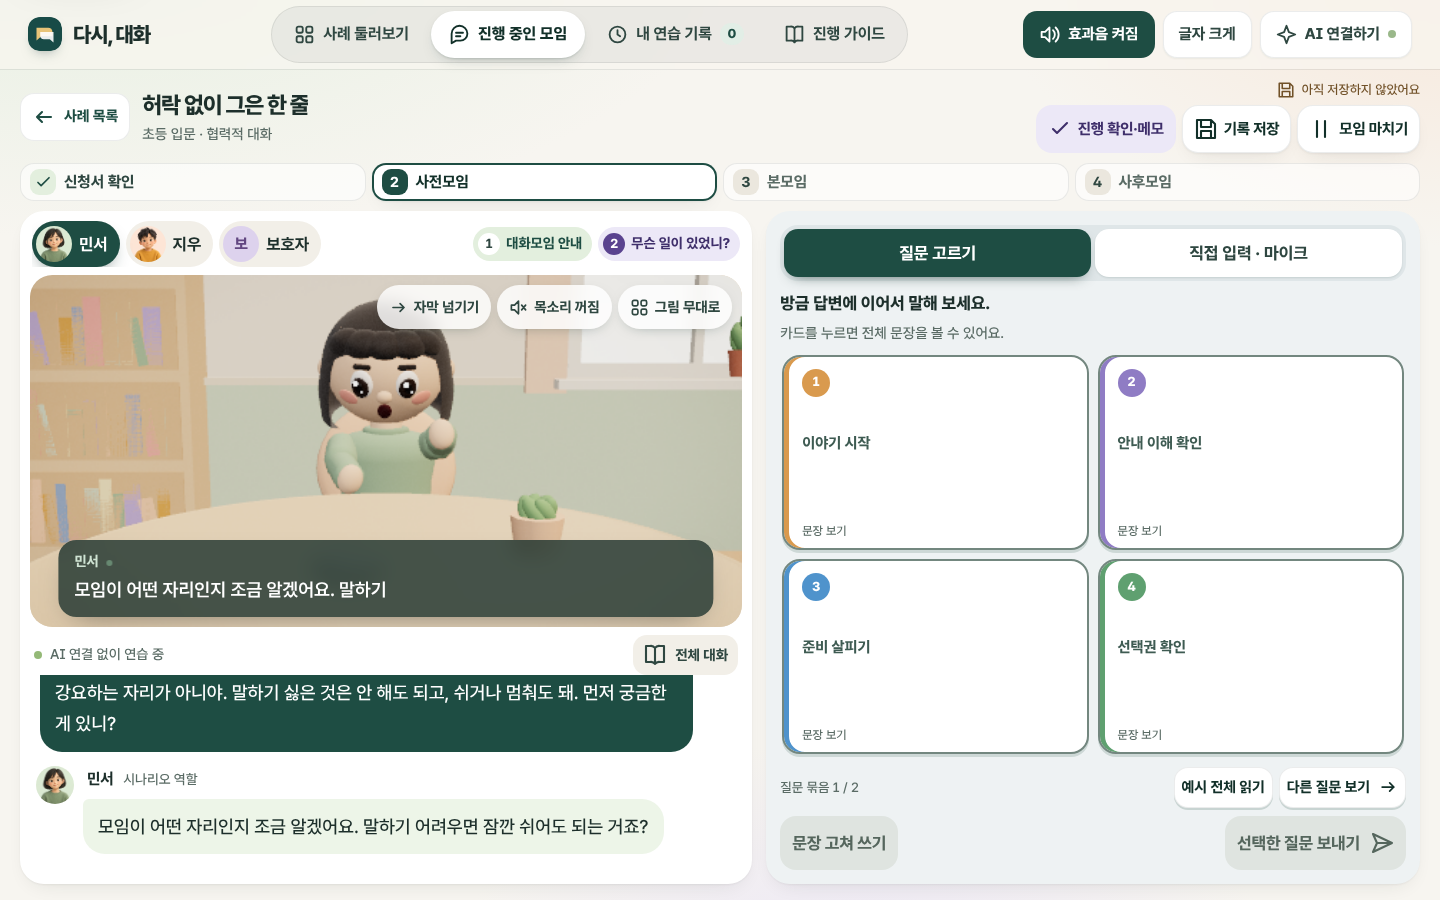 다시, 대화
사례 둘러보기
진행 중인 모임
내 연습 기록 0
진행 가이드
효과음 켜짐
글자 크게
AI 연결하기
사례 목록
허락 없이 그은 한 줄
초등 입문 · 협력적 대화
아직 저장하지 않았어요
진행 확인·메모
기록 저장
모임 마치기
신청서 확인
2 사전모임
3 본모임
4 사후모임
민서
지우
보 보호자
1 대화모임 안내
2 무슨 일이 있었니?
자막 넘기기
목소리 꺼짐
그림 무대로
민서
모임이 어떤 자리인지 조금 알겠어요. 말하기
AI 연결 없이 연습 중
전체 대화
강요하는 자리가 아니야. 말하기 싫은 것은 안 해도 되고, 쉬거나 멈춰도 돼. 먼저 궁금한
게 있니?
민서 시나리오 역할
모임이 어떤 자리인지 조금 알겠어요. 말하기 어려우면 잠깐 쉬어도 되는 거죠?
질문 고르기
직접 입력 · 마이크
방금 답변에 이어서 말해 보세요.
카드를 누르면 전체 문장을 볼 수 있어요.
1
이야기 시작
문장 보기
2
안내 이해 확인
문장 보기
3
준비 살피기
문장 보기
4
선택권 확인
문장 보기
질문 묶음 1 / 2
예시 전체 읽기
다른 질문 보기
문장 고쳐 쓰기
선택한 질문 보내기